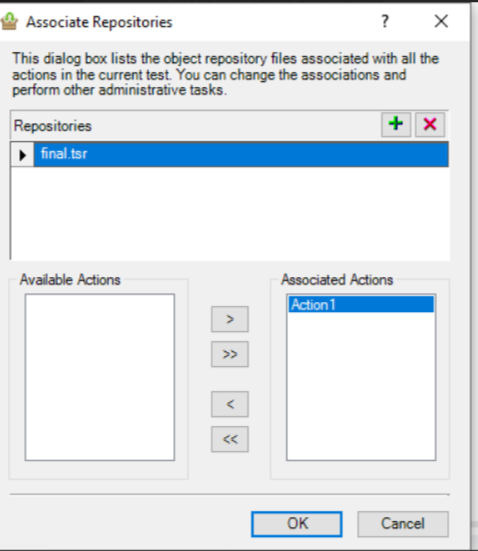 Associate Repositories
This dialog box lists the object repository files associated with all the
actions in the current test. You can change the associations and
perform other administrative tasks.
Repositories
final.tsr
Available Actions
Associated Actions
Action1
>
>>
<
<<
OK
Cancel